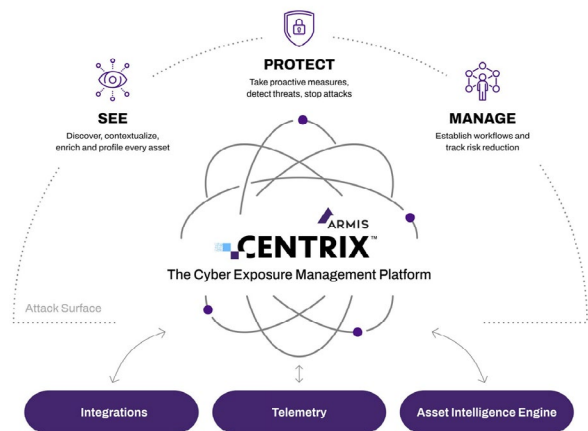 PROTECT
Take proactive measures,
detect threats, stop attacks
SEE
Discover, contextualize,
enrich and profile every asset
MANAGE
Establish workflows and
track risk reduction
ARMIS
CENTRIX™
The Cyber Exposure Management Platform
Attack Surface
Integrations
Telemetry
Asset Intelligence Engine